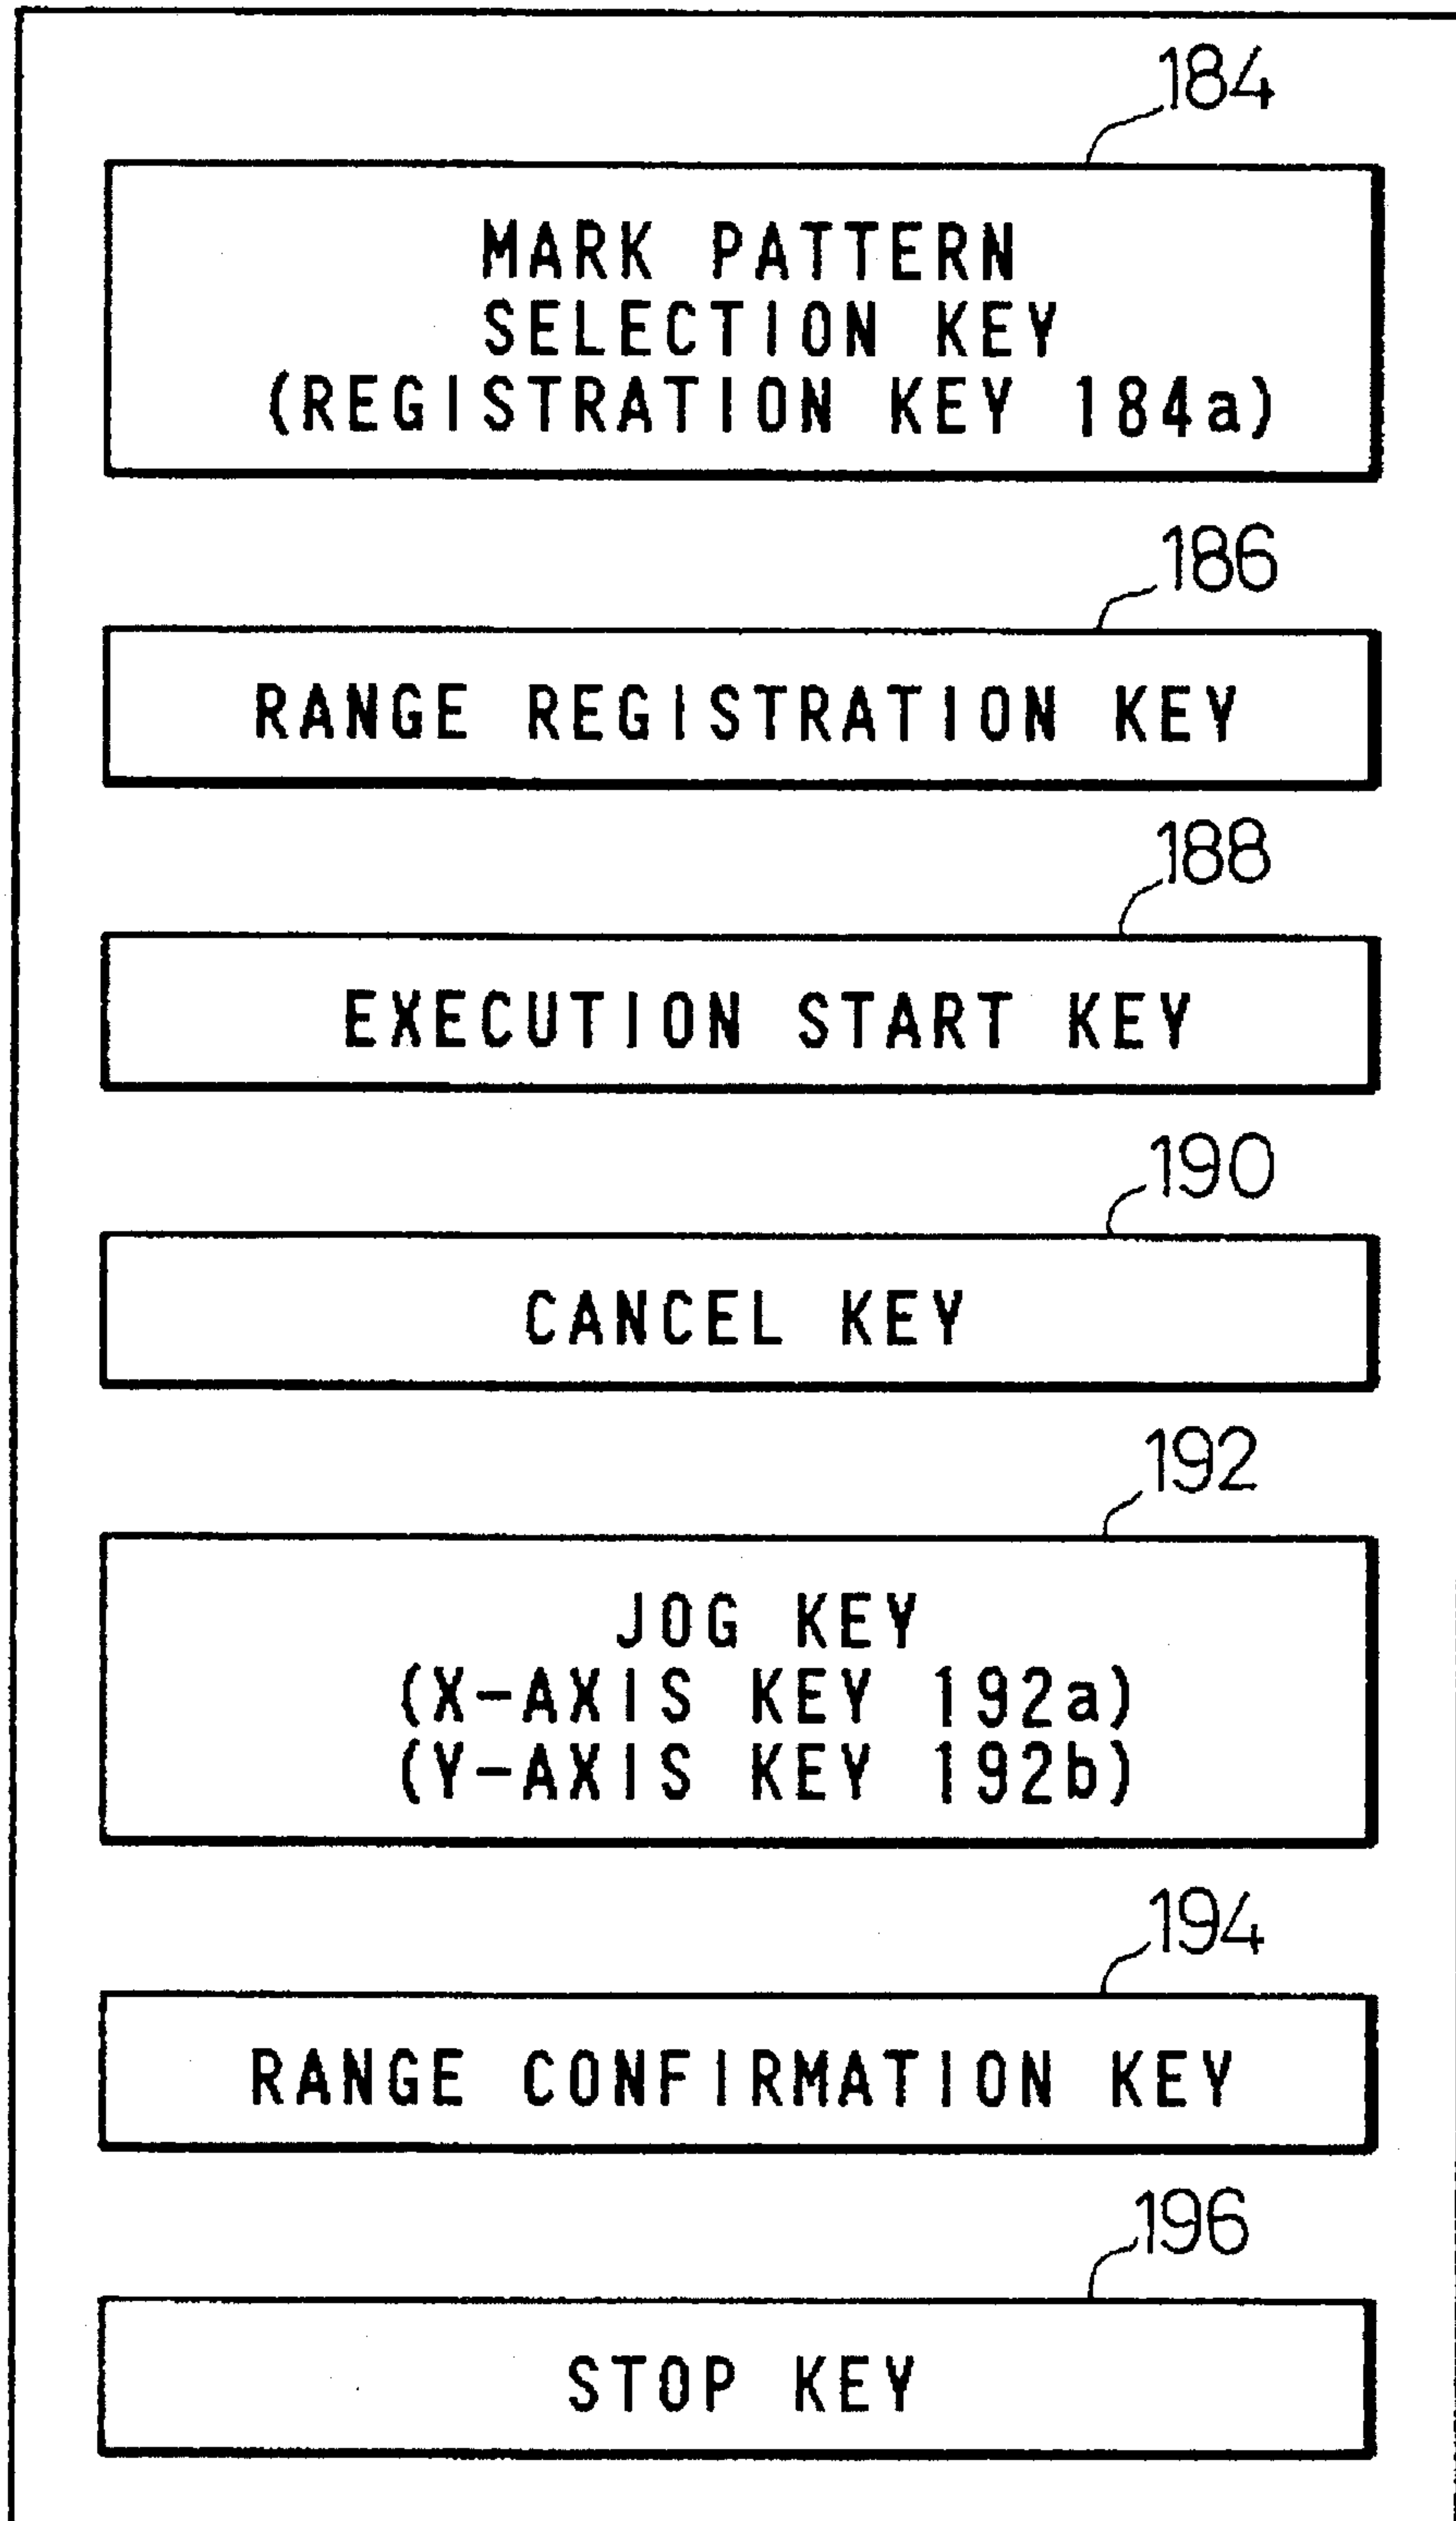 184
MARK PATTERN
SELECTION KEY
(REGISTRATION KEY 184a)
186
RANGE REGISTRATION KEY
188
EXECUTION START KEY
190
CANCEL KEY
192
JOG KEY
(X-AXIS KEY 192a)
(Y-AXIS KEY 192b)
194
RANGE CONFIRMATION KEY
196
STOP KEY